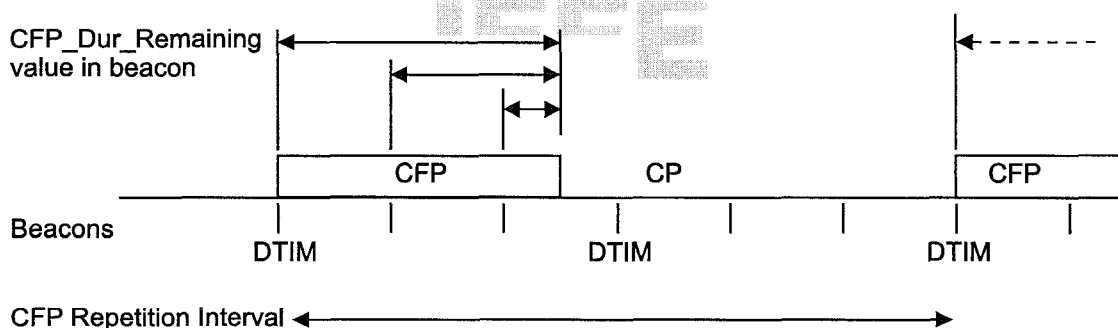 CFP_Dur_Remaining
value in beacon
CFP CP CFP
Beacons
DTIM DTIM DTIM
CFP Repetition Interval